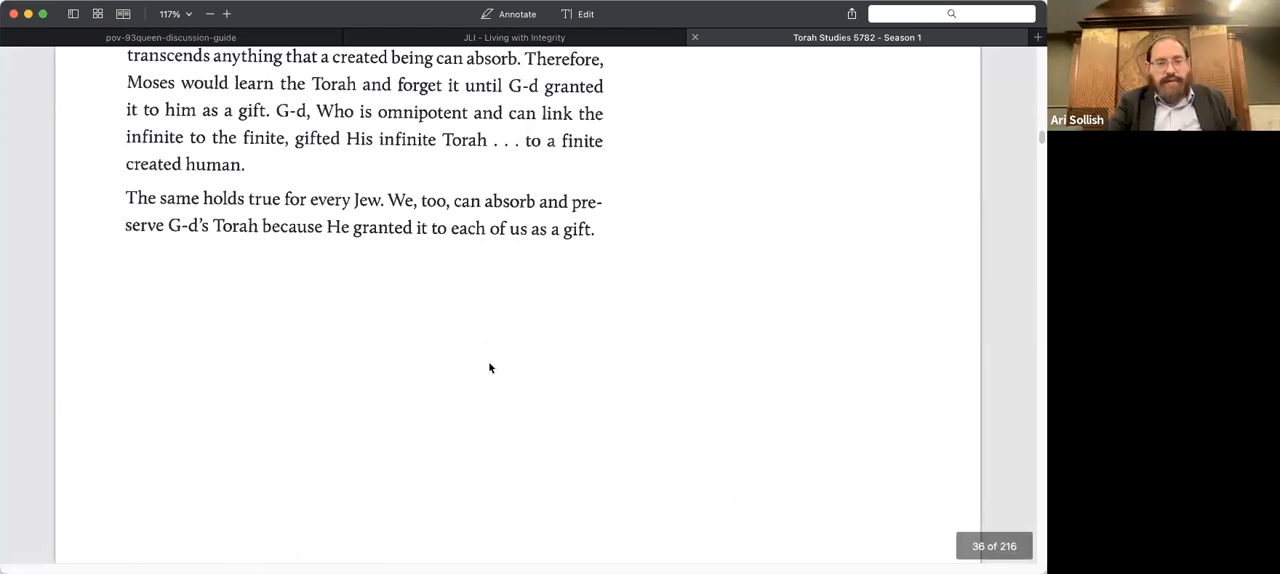 117%
Annotate
Edit
pov-93queen-discussion-guide
JLI - Living with Integrity
Torah Studies 5782 - Season 1
transcends anything that a created being can absorb. Therefore,
Moses would learn the Torah and forget it until G-d granted
it to him as a gift. G-d, Who is omnipotent and can link the
infinite to the finite, gifted His infinite Torah . . . to a finite
created human.
The same holds true for every Jew. We, too, can absorb and pre-
serve G-d's Torah because He granted it to each of us as a gift.
36 of 216
Ari Sollish